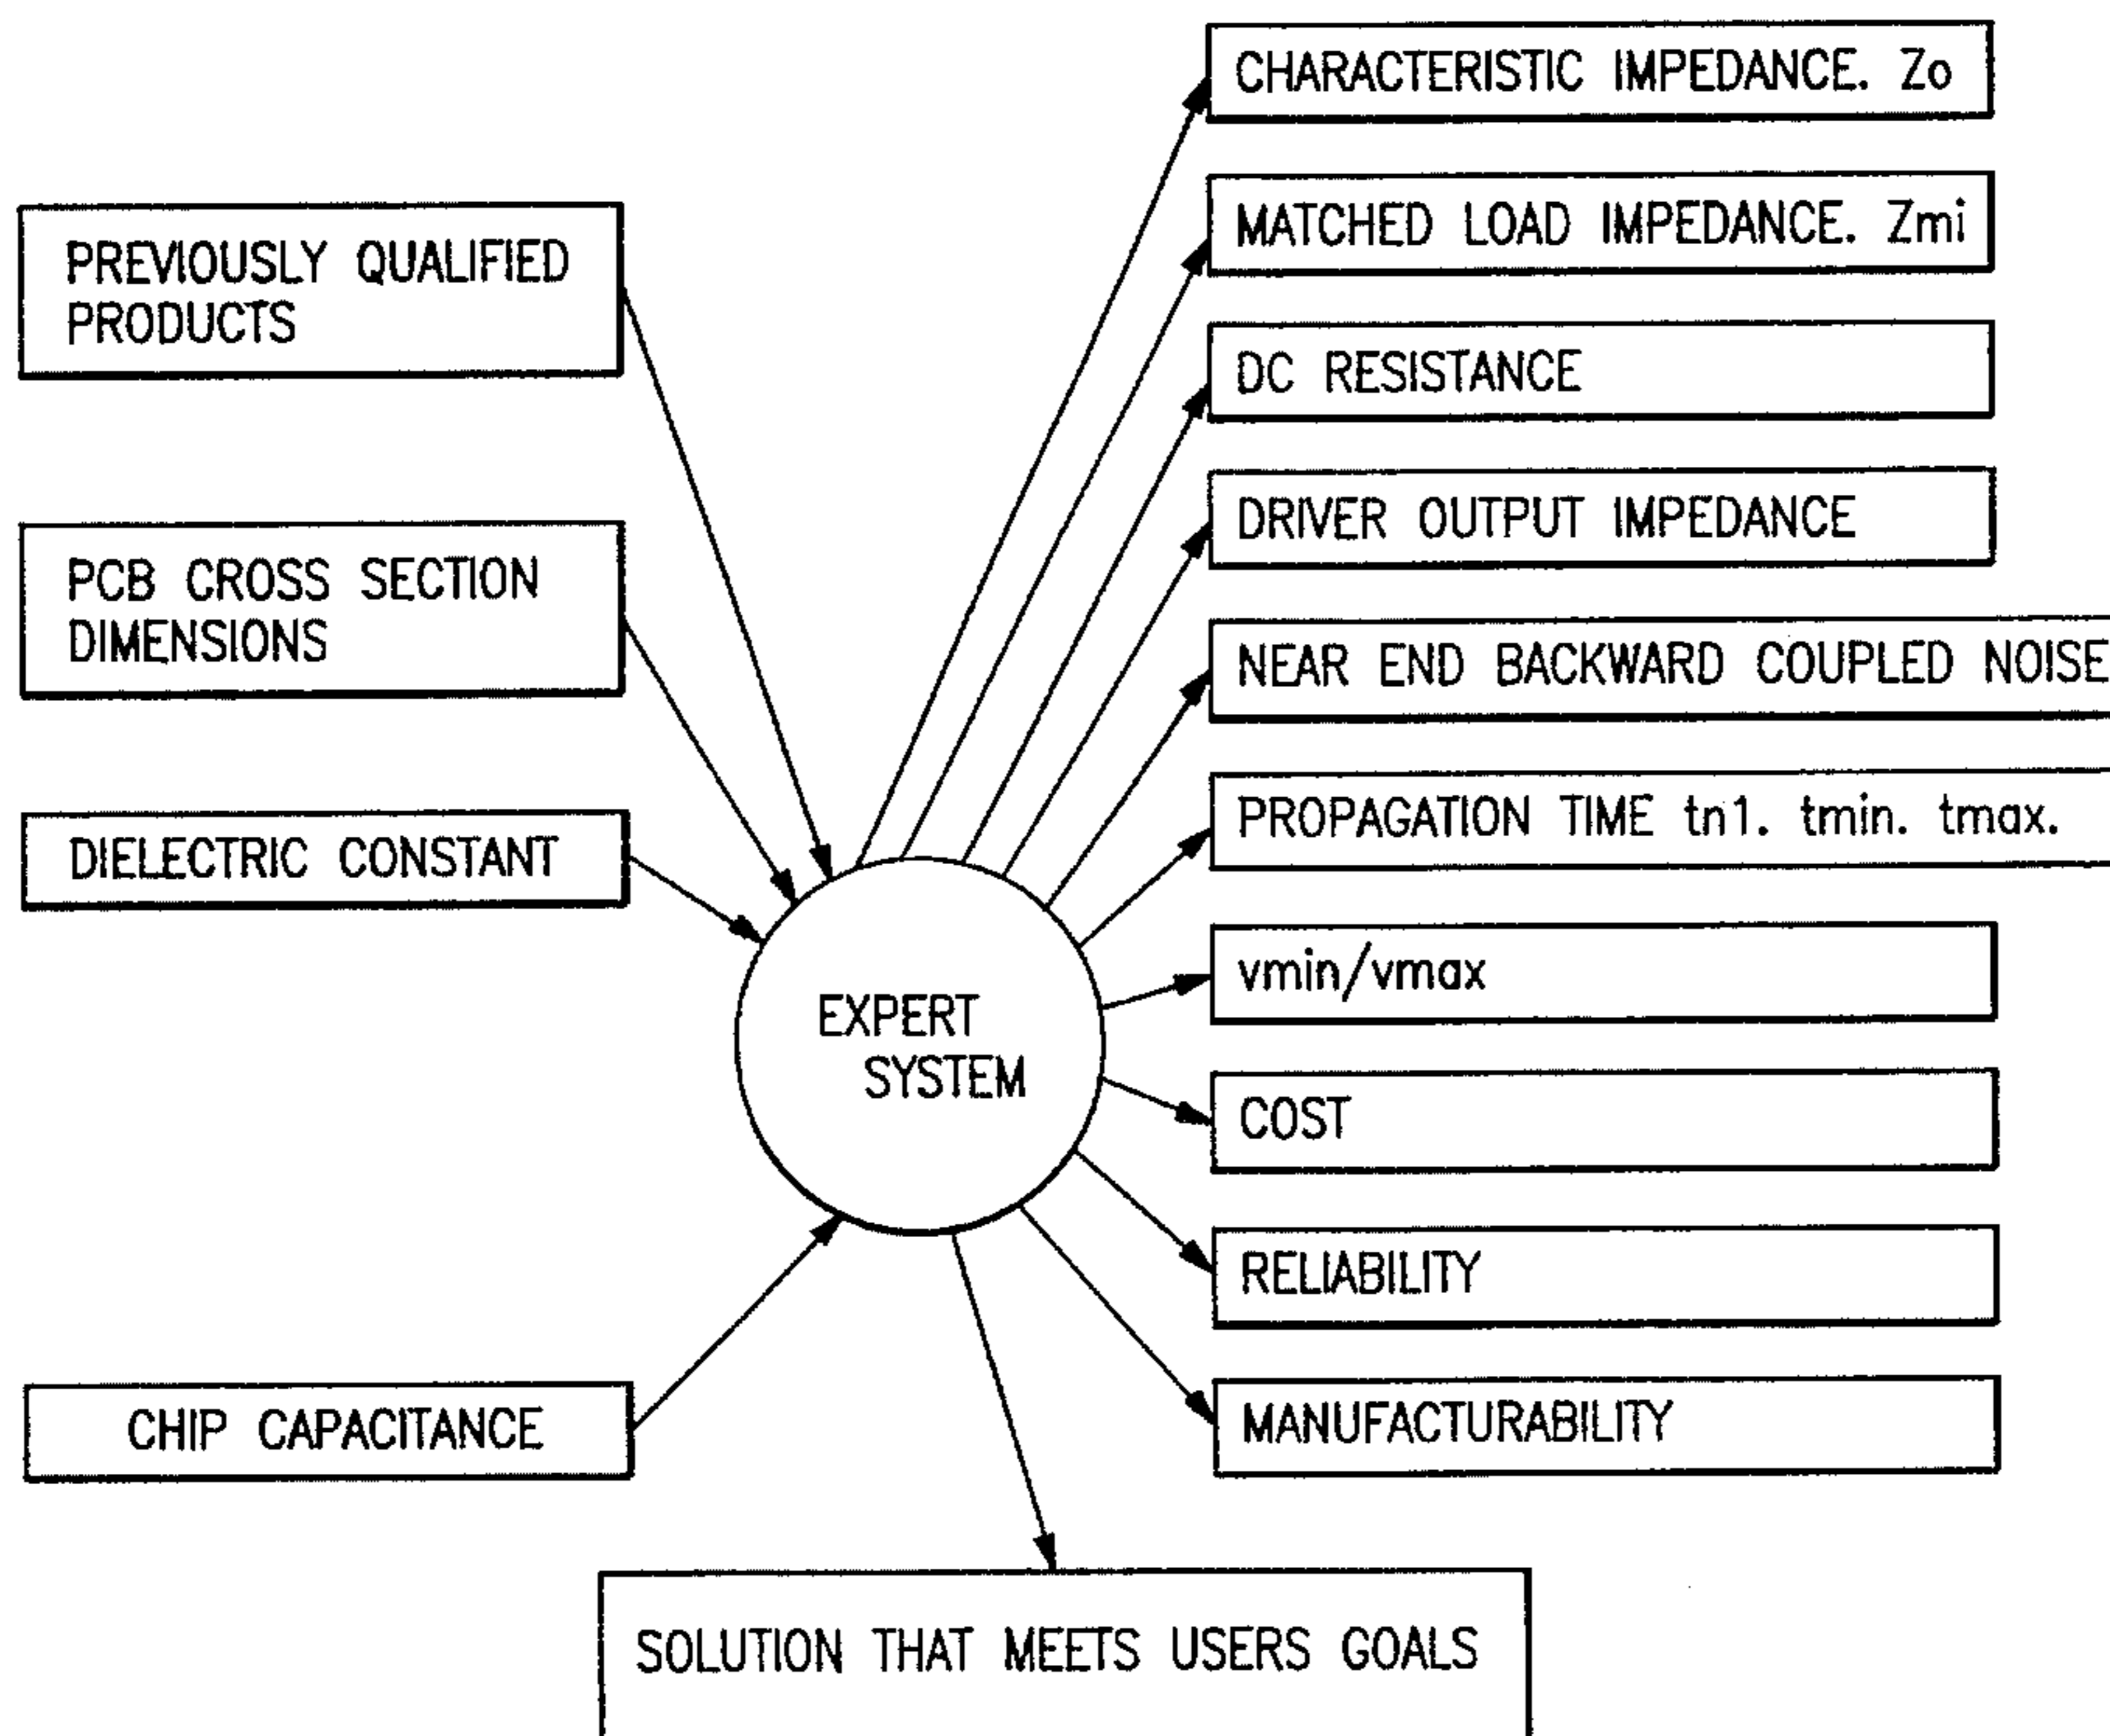 CHARACTERISTIC IMPEDANCE. Zo
MATCHED LOAD IMPEDANCE. Zmi
DC RESISTANCE
DRIVER OUTPUT IMPEDANCE
NEAR END BACKWARD COUPLED NOISE
PROPAGATION TIME tn1. tmin. tmax.
vmin/vmax
COST
RELIABILITY
MANUFACTURABILITY
PREVIOUSLY QUALIFIED
PRODUCTS
PCB CROSS SECTION
DIMENSIONS
DIELECTRIC CONSTANT
CHIP CAPACITANCE
EXPERT
SYSTEM
SOLUTION THAT MEETS USERS GOALS